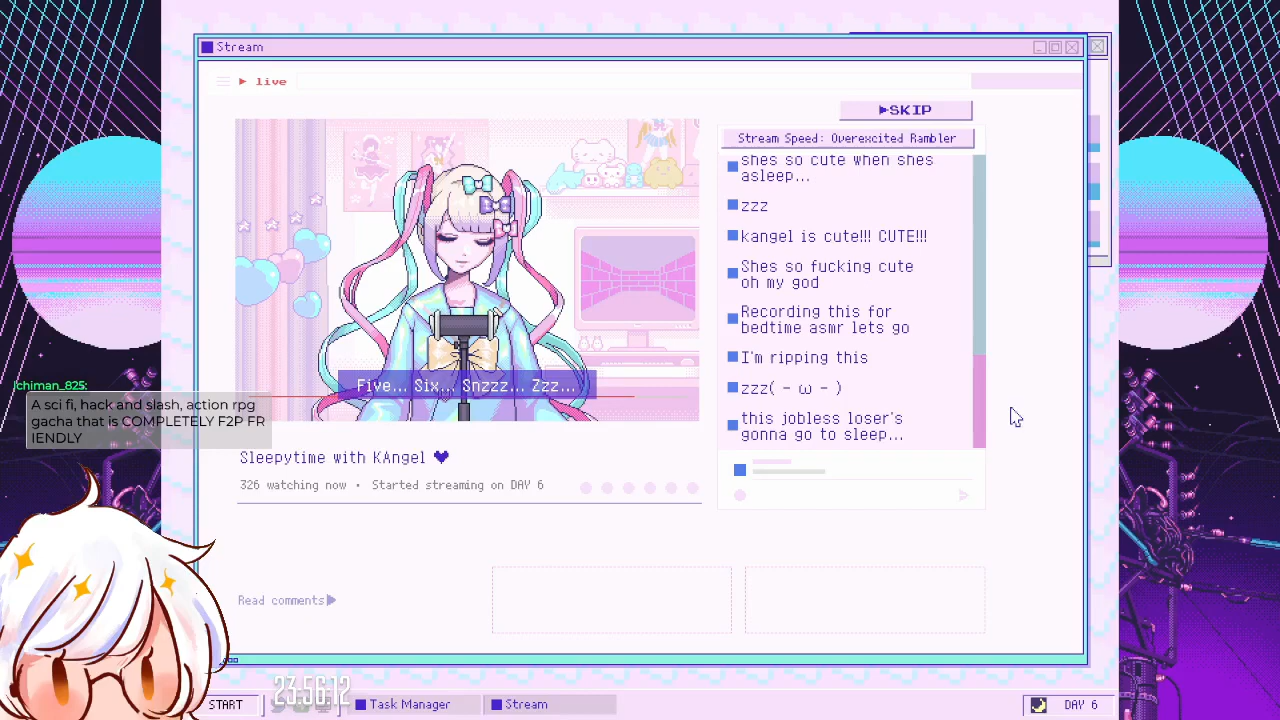 Stream
live
▶SKIP
Stream Speed: Overexcited Rambler
shes so cute when shes
asleep...
zzz
kangel is cute!!! CUTE!!!
Shes so fucking cute
oh my god
Recording this for
bedtime asmr lets go
I'm ripping this
zzz( - ω - )
this jobless loser's
gonna go to sleep...
Five... Six... Snzzz... Zzz...
chiman_825:
A sci fi, hack and slash, action rpg
gacha that is COMPLETELY F2P FR
IENDLY
Sleepytime with KAngel
326 watching now • Started streaming on DAY 6
Read comments▶
23:56:12
START
Task Manager
Stream
DAY 6